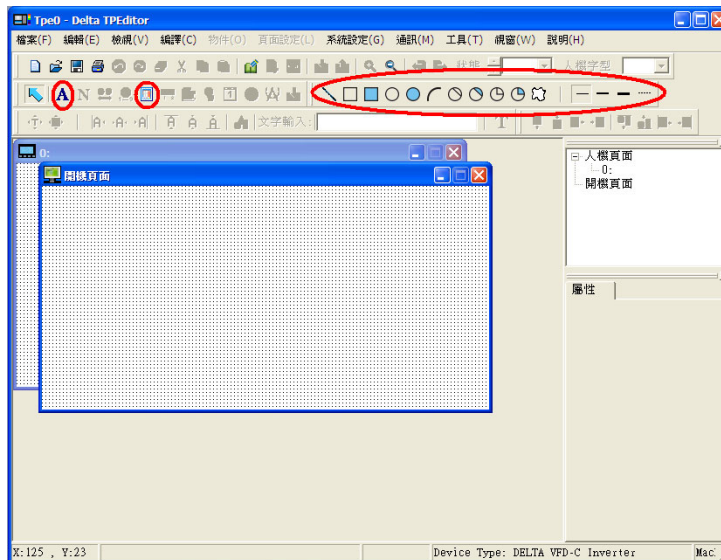 Tpe0 - Delta TPEditor
檔案(F) 編輯(E) 檢視(V) 編譯(C) 物件(O) 頁面設定(L) 系統設定(G) 通訊(M) 工具(T) 視窗(W) 說明(H)
狀態 人機字型
A N
文字輸入:
0:
開機頁面
人機頁面
0:
開機頁面
屬性
X:125 , Y:23 Device Type: DELTA VFD-C Inverter Mac.